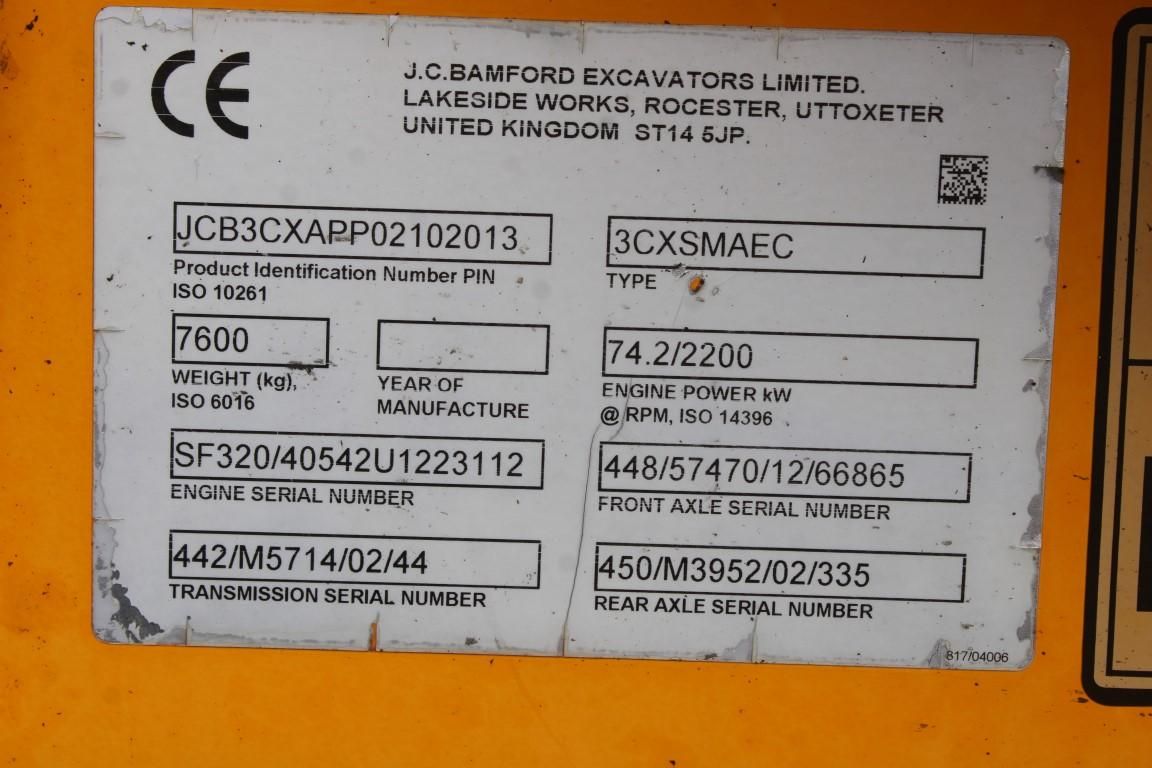 CE
J.C.BAMFORD EXCAVATORS LIMITED.
LAKESIDE WORKS, ROCESTER, UTTOXETER
UNITED KINGDOM ST14 5JP.
JCB3CXAPP02102013
Product Identification Number PIN
ISO 10261
3CXSMAEC
TYPE
7600
WEIGHT (kg),
ISO 6016
YEAR OF
MANUFACTURE
74.2/2200
ENGINE POWER kW
@ RPM, ISO 14396
SF320/40542U1223112
ENGINE SERIAL NUMBER
448/57470/12/66865
FRONT AXLE SERIAL NUMBER
442/M5714/02/44
TRANSMISSION SERIAL NUMBER
450/M3952/02/335
REAR AXLE SERIAL NUMBER
817/04006